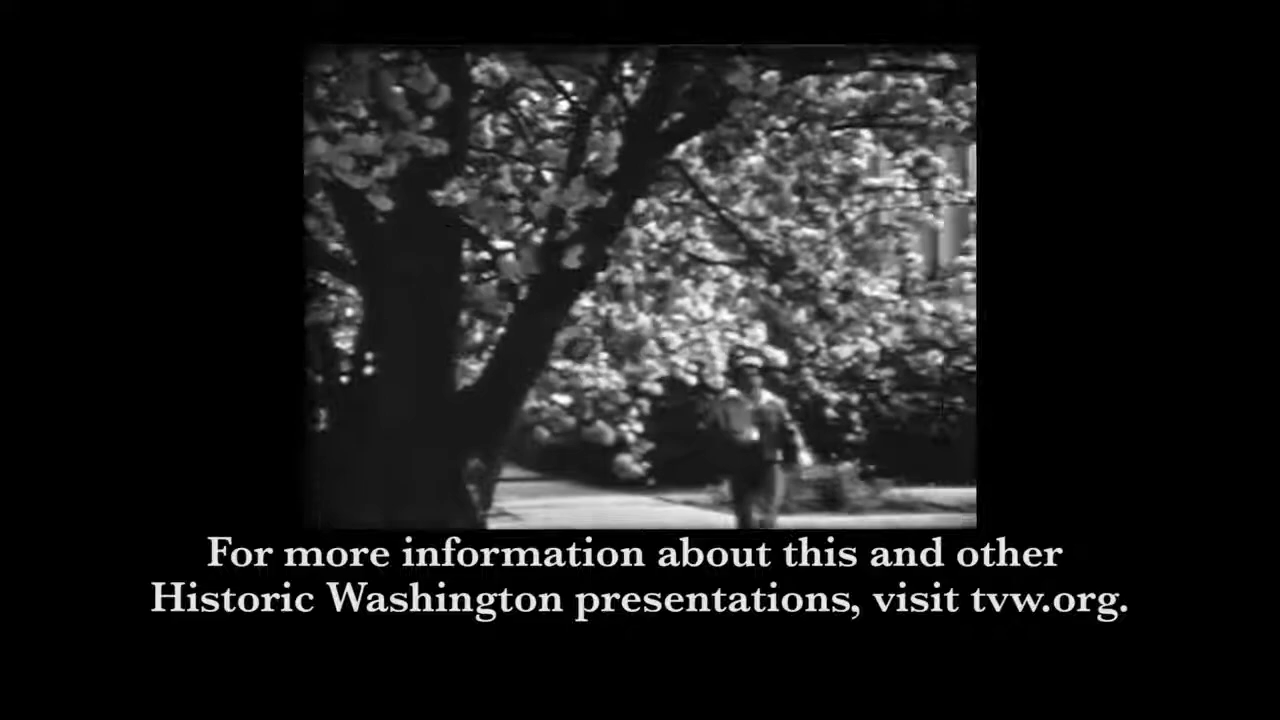 For more information about this and other
Historic Washington presentations, visit tvw.org.